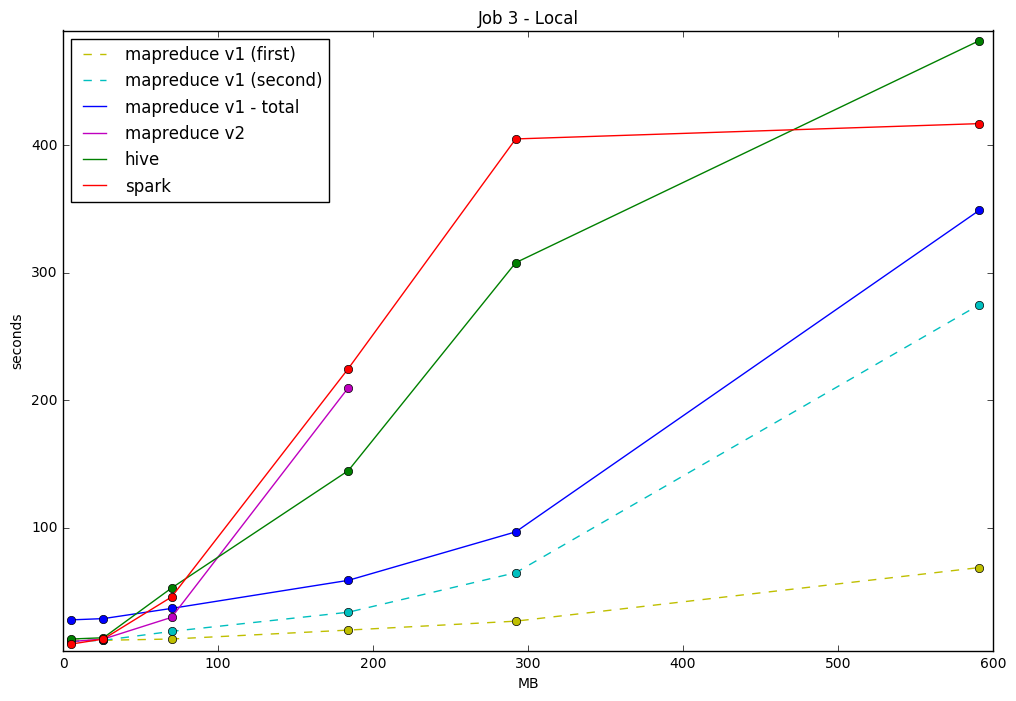 Job 3 - Local
mapreduce v1 (first)
mapreduce v1 (second)
mapreduce v1 - total
mapreduce v2
hive
spark
400
300
200
100
seconds
0 100 200 300 400 500 600
MB